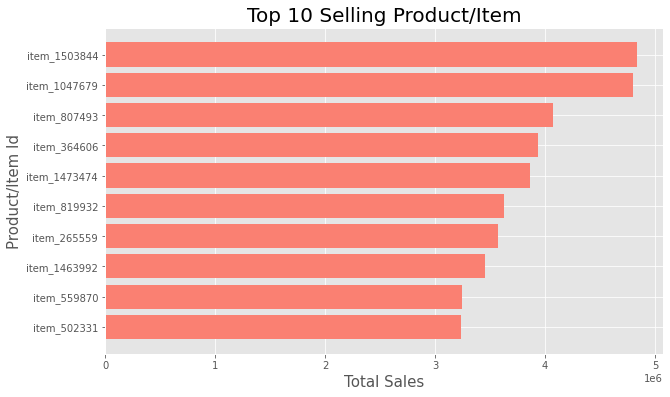 Top 10 Selling Product/Item
Product/Item Id
item_1503844
item_1047679
item_807493
item_364606
item_1473474
item_819932
item_265559
item_1463992
item_559870
item_502331
0 1 2 3 4 5
1e6
Total Sales